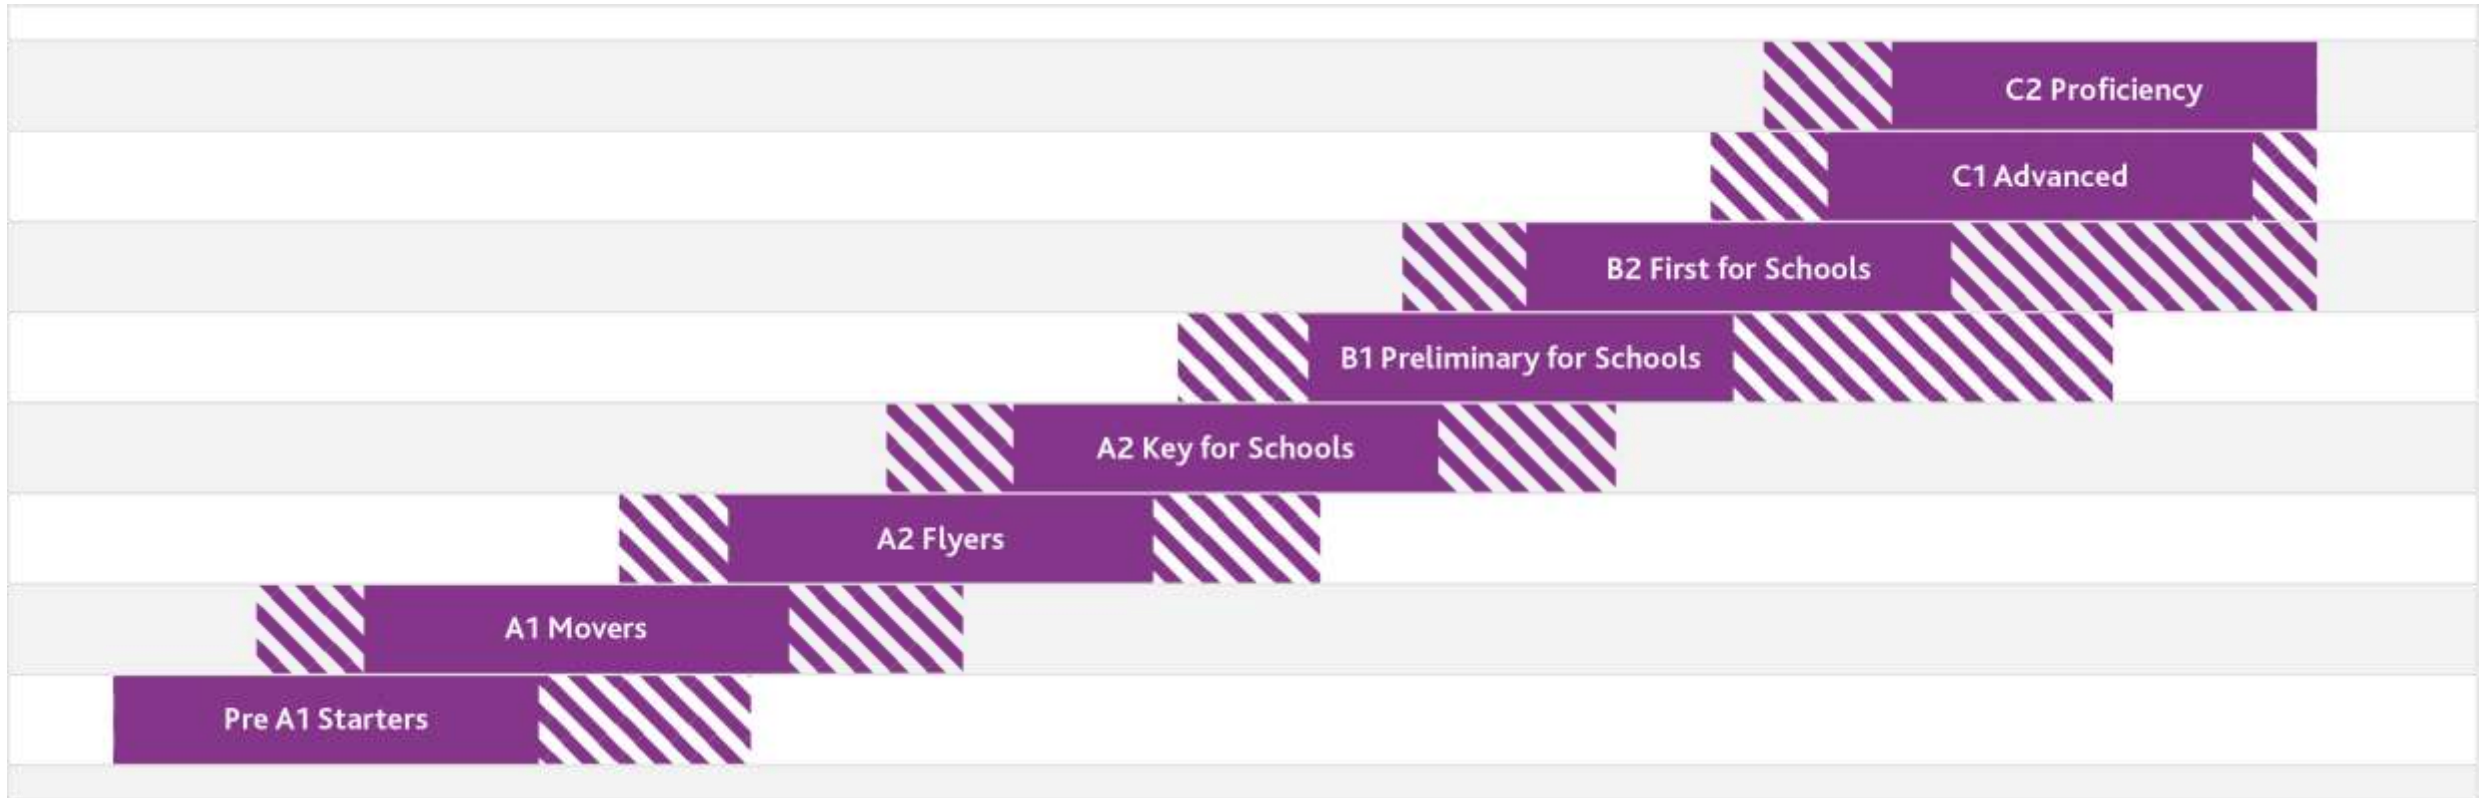 C2 Proficiency
C1 Advanced
B2 First for Schools
B1 Preliminary for Schools
A2 Key for Schools
A2 Flyers
A1 Movers
Pre A1 Starters